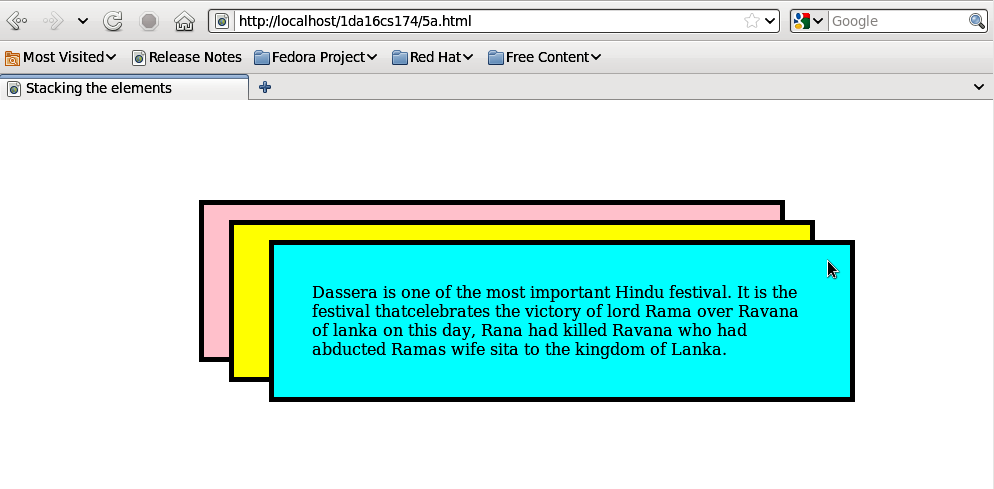 http://localhost/1da16cs174/5a.html
Google
Most Visited Release Notes Fedora Project Red Hat Free Content
Stacking the elements
Dassera is one of the most important Hindu festival. It is the
festival thatcelebrates the victory of lord Rama over Ravana
of lanka on this day, Rana had killed Ravana who had
abducted Ramas wife sita to the kingdom of Lanka.